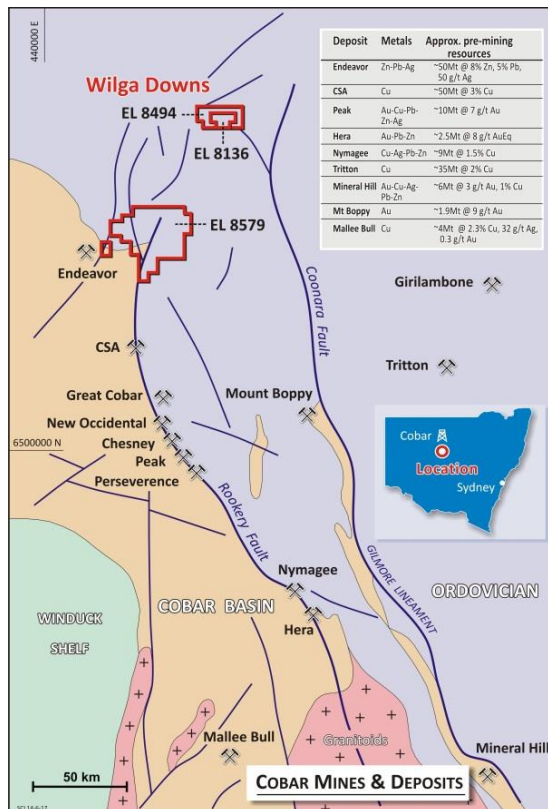 440000 E
Deposit Metals Approx. pre-mining resources
Endeavor Zn-Pb-Ag ~50Mt @ 8% Zn, 5% Pb, 50 g/t Ag
CSA Cu ~50Mt @ 3% Cu
Peak Au-Cu-Pb-Zn-Ag ~10Mt @ 7 g/t Au
Hera Au-Pb-Zn ~2.5Mt @ 8 g/t AuEq
Nymagee Cu-Ag-Pb-Zn ~9Mt @ 1.5% Cu
Tritton Cu ~35Mt @ 2% Cu
Mineral Hill Au-Cu-Ag-Pb-Zn ~6Mt @ 3 g/t Au, 1% Cu
Mt Boppy Au ~1.9Mt @ 9 g/t Au
Mallee Bull Cu ~4Mt @ 2.3% Cu, 32 g/t Ag, 0.3 g/t Au
Wilga Downs
EL 8494
EL 8136
EL 8579
Endeavor
Coonara Fault
Girilambone
CSA
Tritton
Great Cobar
Mount Boppy
New Occidental
6500000 N
Chesney
Peak
Perseverence
Cobar
Location
Sydney
Rookery Fault
Nymagee
GILMORE LINEAMENT
ORDOVICIAN
COBAR BASIN
Hera
WINDUCK
SHELF
Granitoids
Mallee Bull
Mineral Hill
50 km
COBAR MINES & DEPOSITS